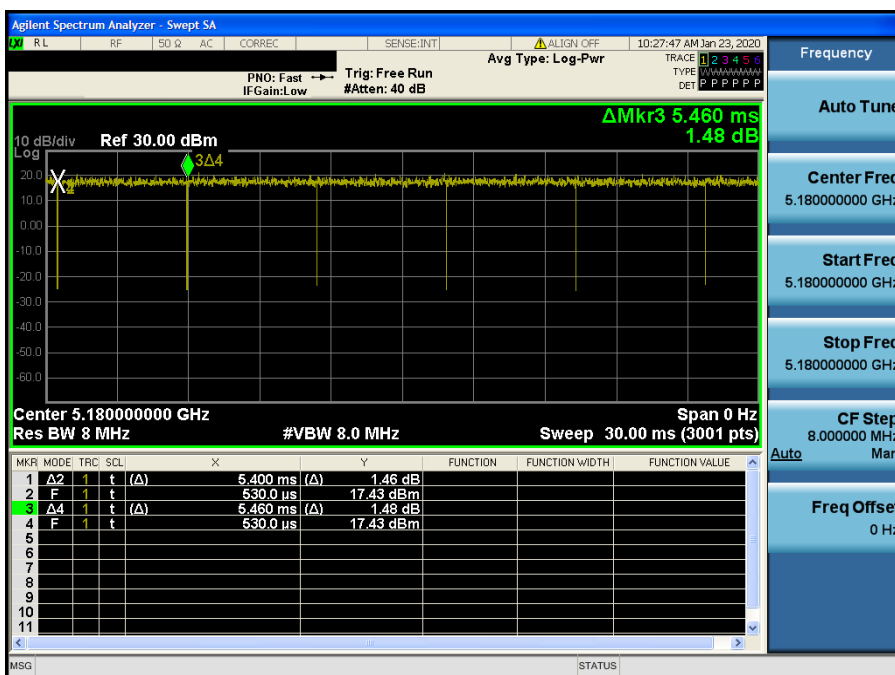 Agilent Spectrum Analyzer - Swept SA
LXI RL RF 50 Ω AC CORREC SENSE:INT ALIGN OFF 10:27:47 AM Jan 23, 2020
Avg Type: Log-Pwr TRACE 1 2 3 4 5 6
PNO: Fast Trig: Free Run TYPE WWWWWW
IFGain:Low #Atten: 40 dB DET P P P P P P
ΔMkr3 5.460 ms
1.48 dB
10 dB/div Ref 30.00 dBm
Log
3Δ4
20.0
2
10.0
0.00
-10.0
-20.0
-30.0
-40.0
-50.0
-60.0
Center 5.180000000 GHz Span 0 Hz
Res BW 8 MHz #VBW 8.0 MHz Sweep 30.00 ms (3001 pts)
MKR MODE TRC SCL X Y FUNCTION FUNCTION WIDTH FUNCTION VALUE
1 Δ2 1 t (Δ) 5.400 ms (Δ) 1.46 dB
2 F 1 t 530.0 µs 17.43 dBm
3 Δ4 1 t (Δ) 5.460 ms (Δ) 1.48 dB
4 F 1 t 530.0 µs 17.43 dBm
5
6
7
8
9
10
11
MSG STATUS
Frequency
Auto Tune
Center Freq
5.180000000 GHz
Start Freq
5.180000000 GHz
Stop Freq
5.180000000 GHz
CF Step
8.000000 MHz
Auto Man
Freq Offset
0 Hz